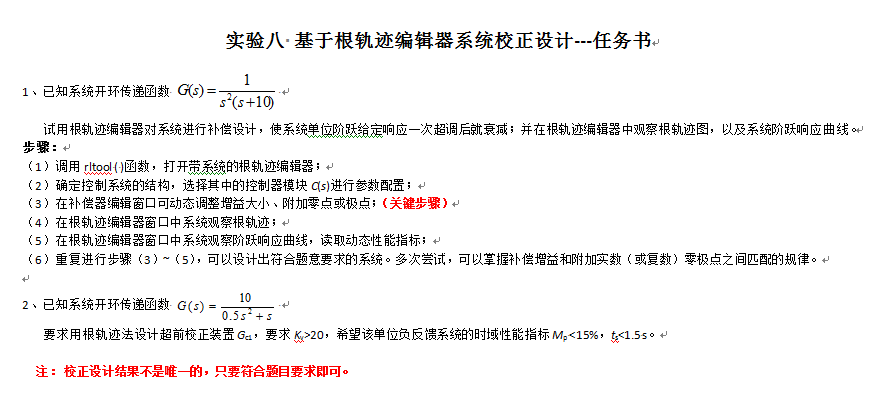 实验八 基于根轨迹编辑器系统校正设计---任务书
1、已知系统开环传递函数 G(s) = 1 / s²(s+10)
试用根轨迹编辑器对系统进行补偿设计，使系统单位阶跃给定响应一次超调后就衰减；并在根轨迹编辑器中观察根轨迹图，以及系统阶跃响应曲线。
步骤：
（1）调用 rltool()函数，打开带系统的根轨迹编辑器；
（2）确定控制系统的结构，选择其中的控制器模块 C(s)进行参数配置；
（3）在补偿器编辑窗口可动态调整增益大小、附加零点或极点；（关键步骤）
（4）在根轨迹编辑器窗口中系统观察根轨迹；
（5）在根轨迹编辑器窗口中系统观察阶跃响应曲线，读取动态性能指标；
（6）重复进行步骤（3）~（5），可以设计出符合题意要求的系统。多次尝试，可以掌握补偿增益和附加实数（或复数）零极点之间匹配的规律。
2、已知系统开环传递函数 G(s) = 10 / 0.5s² + s
要求用根轨迹法设计超前校正装置 Gc1，要求 Kv>20，希望该单位负反馈系统的时域性能指标 Mp <15%，ts<1.5s。
注：校正设计结果不是唯一的，只要符合题目要求即可。